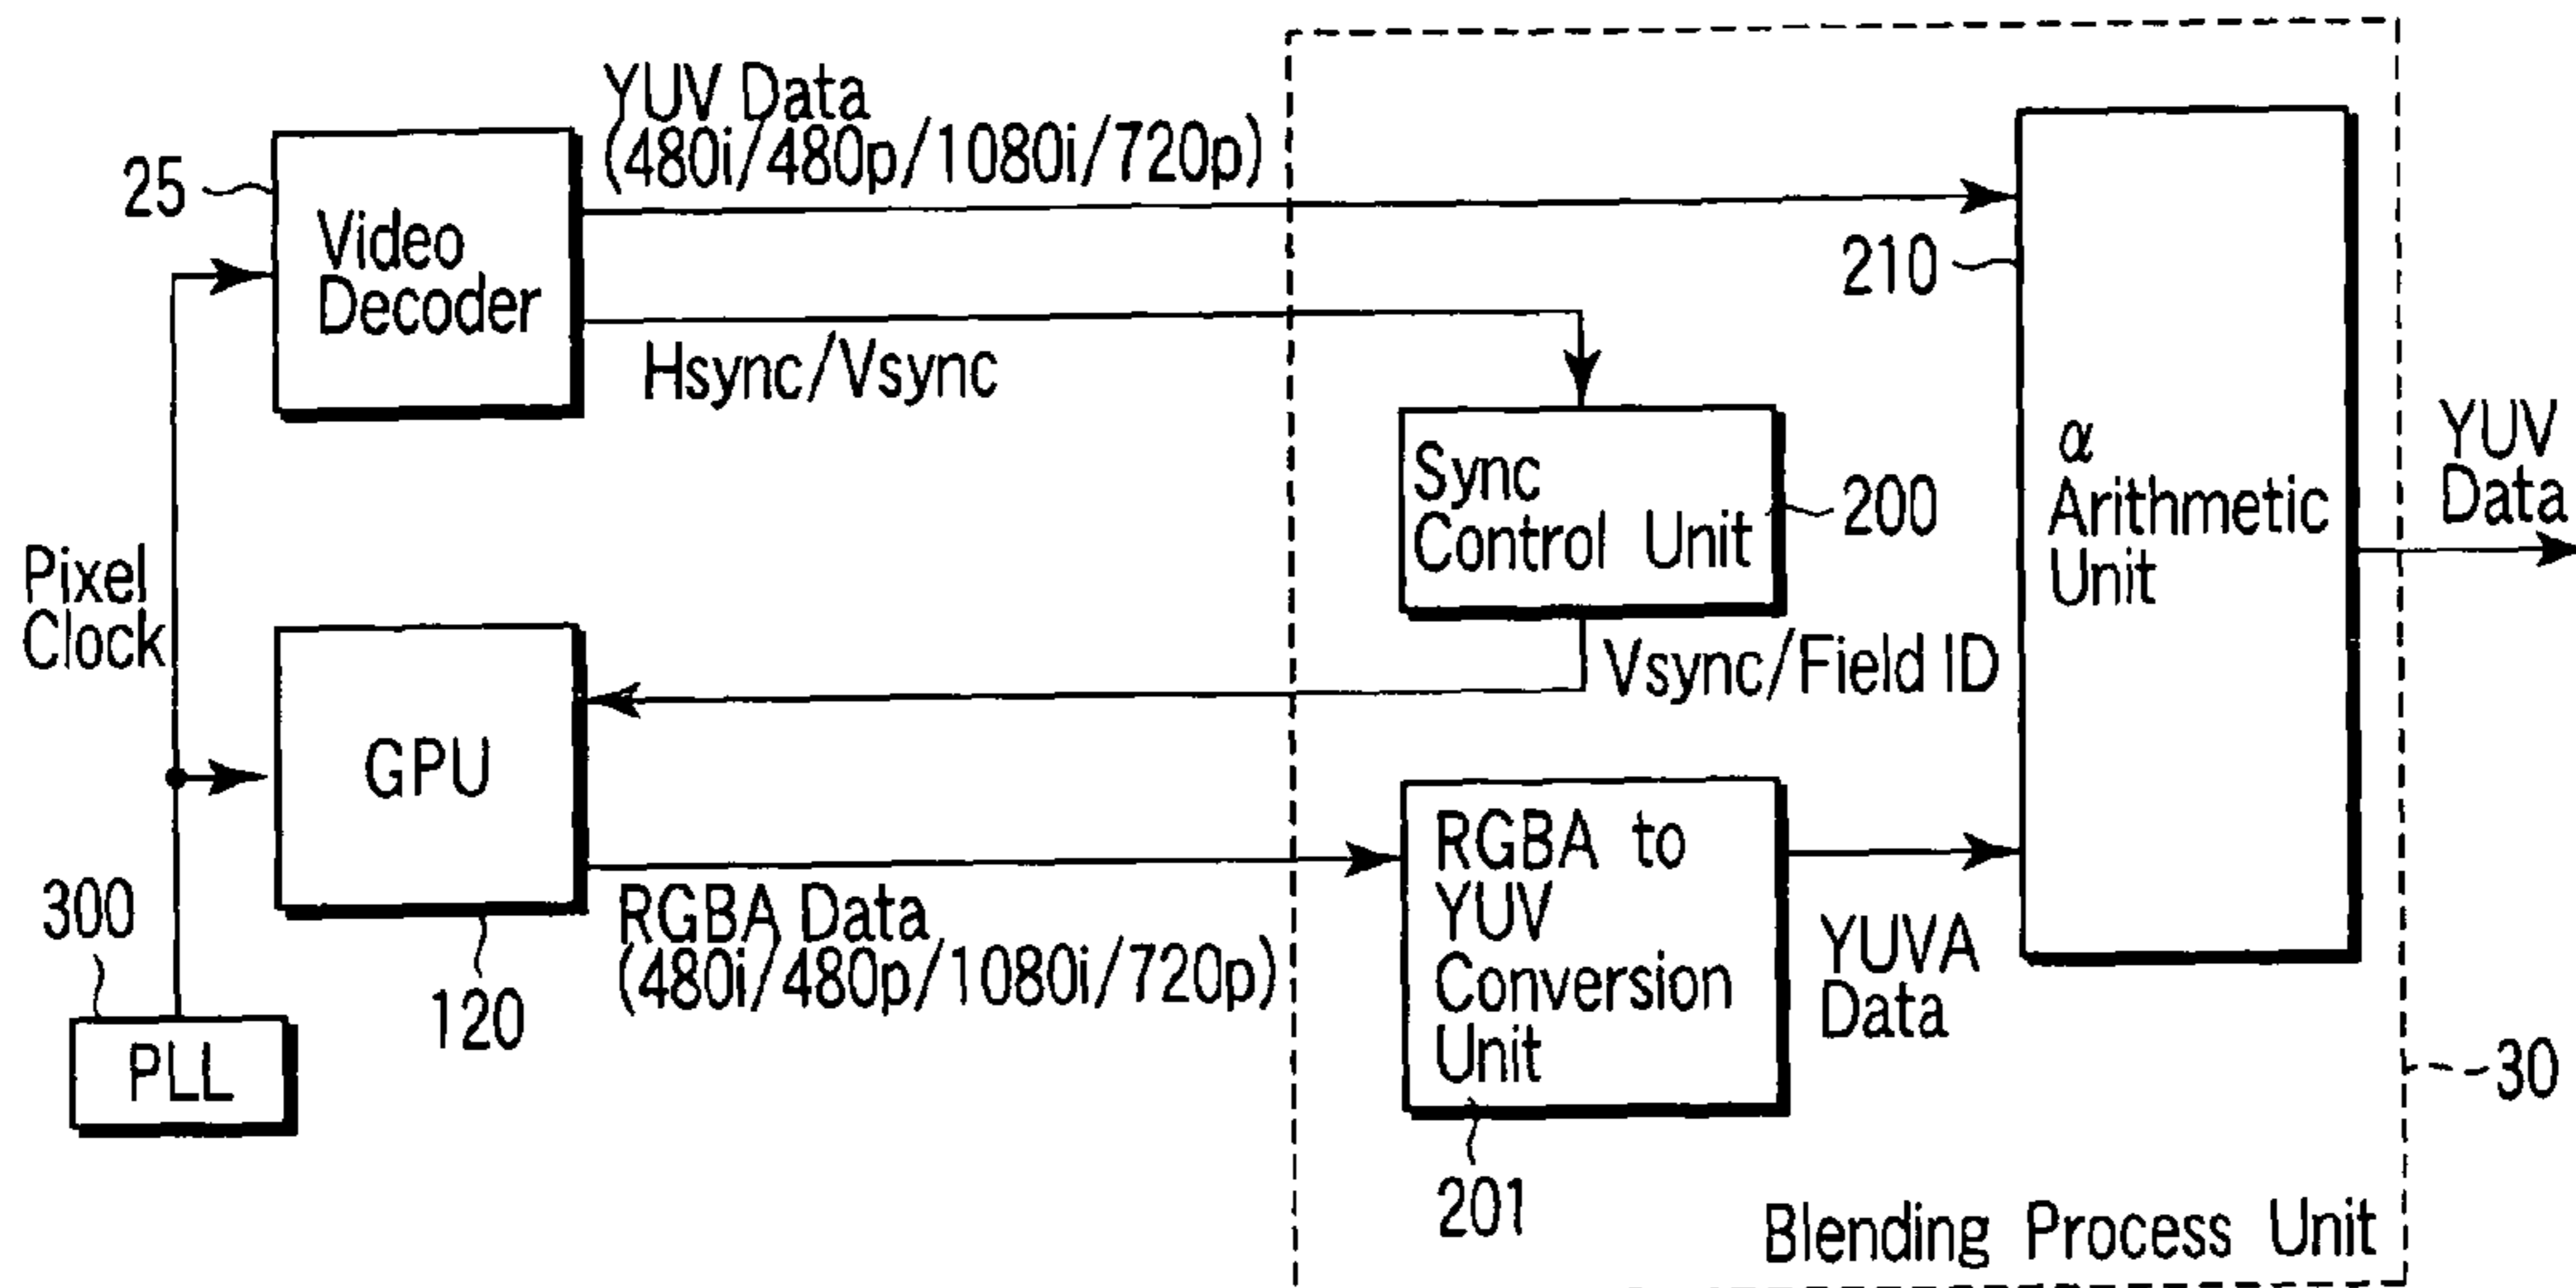 YUV Data
(480i/480p/1080i/720p)
25
Video
Decoder
210
Hsync/Vsync
α
Arithmetic
Unit
YUV
Data
Sync
Control Unit
200
Pixel
Clock
Vsync/Field ID
GPU
RGBA to
YUV
Conversion
Unit
300
RGBA Data
(480i/480p/1080i/720p)
YUVA
Data
120
PLL
30
201
Blending Process Unit